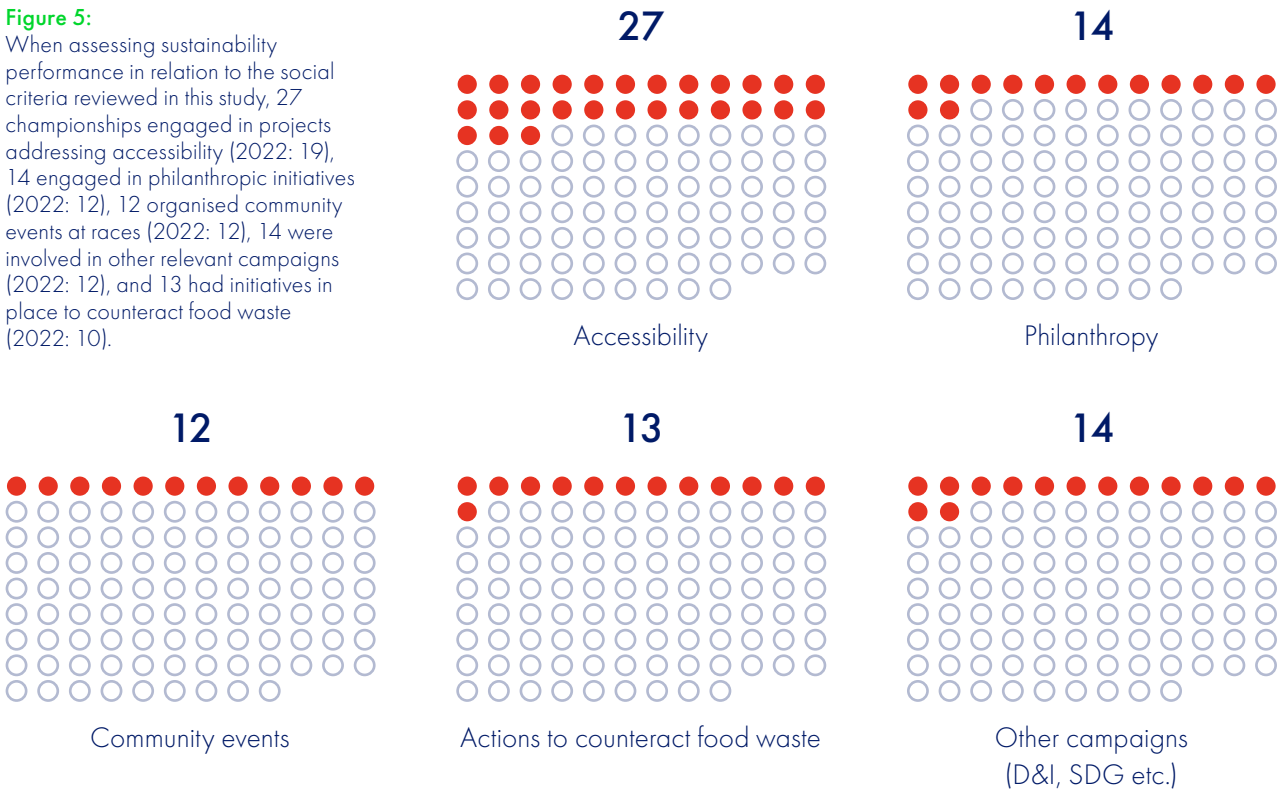 Figure 5:
When assessing sustainability
performance in relation to the social
criteria reviewed in this study, 27
championships engaged in projects
addressing accessibility (2022: 19),
14 engaged in philanthropic initiatives
(2022: 12), 12 organised community
events at races (2022: 12), 14 were
involved in other relevant campaigns
(2022: 12), and 13 had initiatives in
place to counteract food waste
(2022: 10).
27
Accessibility
14
Philanthropy
12
Community events
13
Actions to counteract food waste
14
Other campaigns
(D&I, SDG etc.)